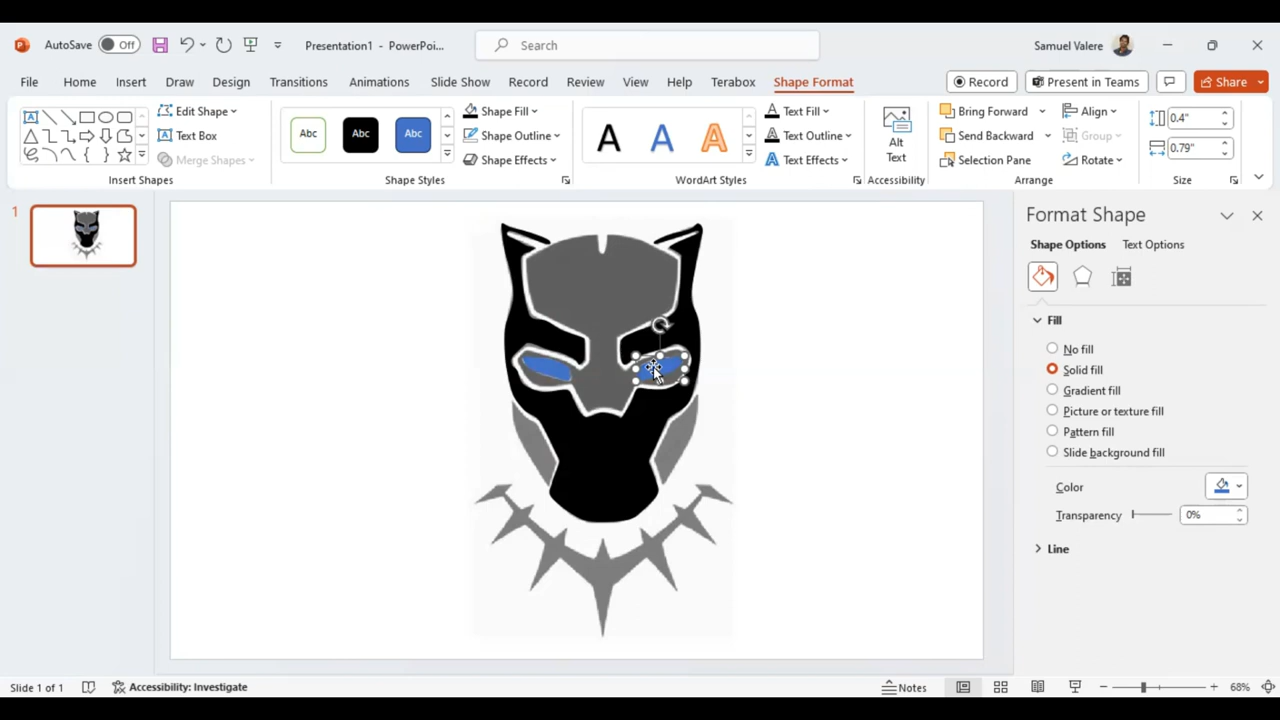 AutoSave Off Presentation1 - PowerPoi... Search Samuel Valere
File Home Insert Draw Design Transitions Animations Slide Show Record Review View Help Terabox Shape Format Record Present in Teams Share
Edit Shape
Text Box
Merge Shapes
Insert Shapes
Abc Abc Abc
Shape Fill
Shape Outline
Shape Effects
Shape Styles
A A A
Text Fill
Text Outline
Text Effects
WordArt Styles
Alt
Text
Accessibility
Bring Forward
Send Backward
Selection Pane
Align
Group
Rotate
Arrange
0.4"
0.79"
Size
1
Format Shape
Shape Options Text Options
Fill
No fill
Solid fill
Gradient fill
Picture or texture fill
Pattern fill
Slide background fill
Color
Transparency 0%
Line
Slide 1 of 1 Accessibility: Investigate Notes 68%